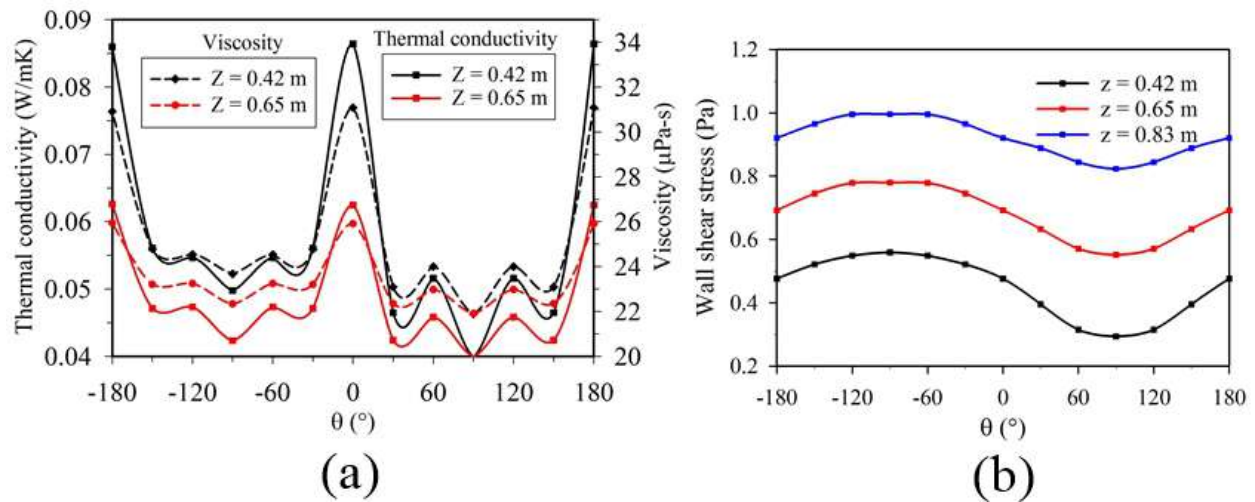 0.09
0.08
0.07
0.06
0.05
0.04
Thermal conductivity (W/mK)
Viscosity
Z = 0.42 m
Z = 0.65 m
Thermal conductivity
Z = 0.42 m
Z = 0.65 m
34
32
30
28
26
24
22
20
Viscosity (μPa-s)
-180 -120 -60 0 60 120 180
θ (°)
(a)
1.2
1.0
0.8
0.6
0.4
0.2
Wall shear stress (Pa)
z = 0.42 m
z = 0.65 m
z = 0.83 m
-180 -120 -60 0 60 120 180
θ (°)
(b)